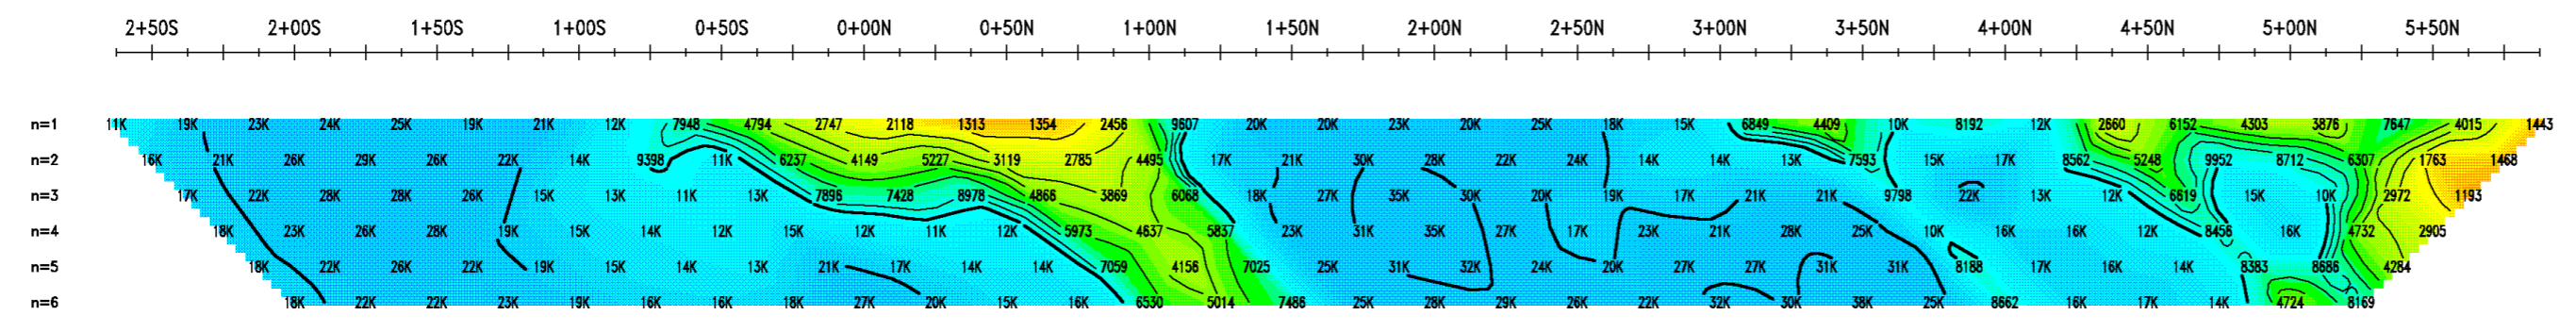 2+50S 2+00S 1+50S 1+00S 0+50S 0+00N 0+50N 1+00N 1+50N 2+00N 2+50N 3+00N 3+50N 4+00N 4+50N 5+00N 5+50N
n=1 11K 19K 23K 24K 25K 19K 21K 12K 7948 4794 2747 2118 1313 1354 2456 9607 20K 20K 23K 20K 25K 18K 15K 6849 4409 10K 8192 12K 2660 6152 4303 3876 7647 4015 1443
n=2 16K 21K 26K 29K 26K 22K 14K 9398 11K 6237 4149 5227 3119 2785 4495 17K 21K 30K 28K 22K 24K 14K 14K 13K 7593 15K 17K 8562 5248 9952 8712 6307 1763 1468
n=3 17K 22K 28K 28K 26K 15K 13K 11K 13K 7896 7428 8978 4866 3869 6068 18K 27K 35K 30K 20K 19K 17K 21K 21K 9798 22K 13K 12K 6619 15K 10K 2972 1193
n=4 18K 23K 26K 28K 19K 15K 14K 12K 15K 12K 11K 12K 5973 4637 5837 23K 31K 35K 27K 17K 23K 21K 28K 25K 10K 16K 16K 12K 8456 16K 4732 2905
n=5 18K 22K 26K 22K 19K 15K 14K 13K 21K 17K 14K 14K 7059 4156 7025 25K 31K 32K 24K 20K 27K 27K 31K 31K 8188 17K 16K 14K 8383 8686 4284
n=6 18K 22K 22K 23K 19K 16K 16K 18K 27K 20K 15K 16K 6530 5014 7486 25K 28K 29K 26K 22K 32K 30K 38K 25K 8662 16K 17K 14K 4724 8169